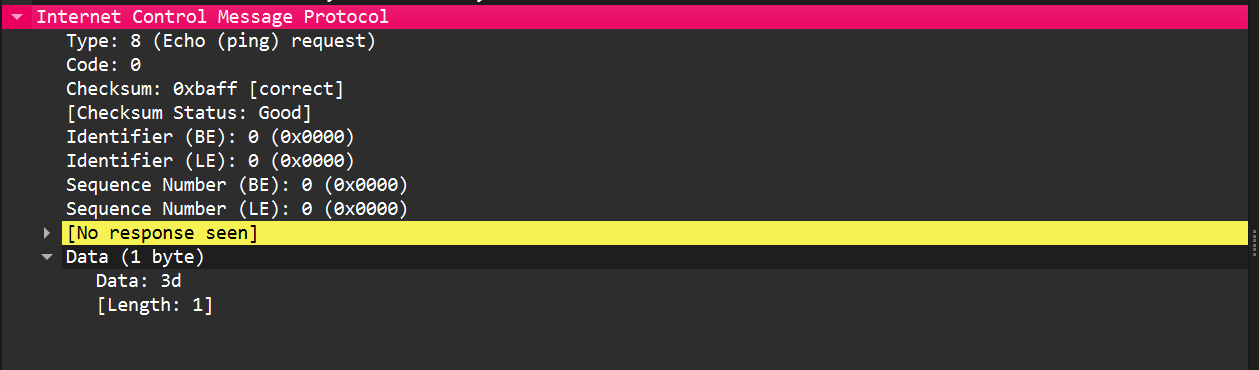 Internet Control Message Protocol
Type: 8 (Echo (ping) request)
Code: 0
Checksum: 0xbaff [correct]
[Checksum Status: Good]
Identifier (BE): 0 (0x0000)
Identifier (LE): 0 (0x0000)
Sequence Number (BE): 0 (0x0000)
Sequence Number (LE): 0 (0x0000)
[No response seen]
Data (1 byte)
Data: 3d
[Length: 1]